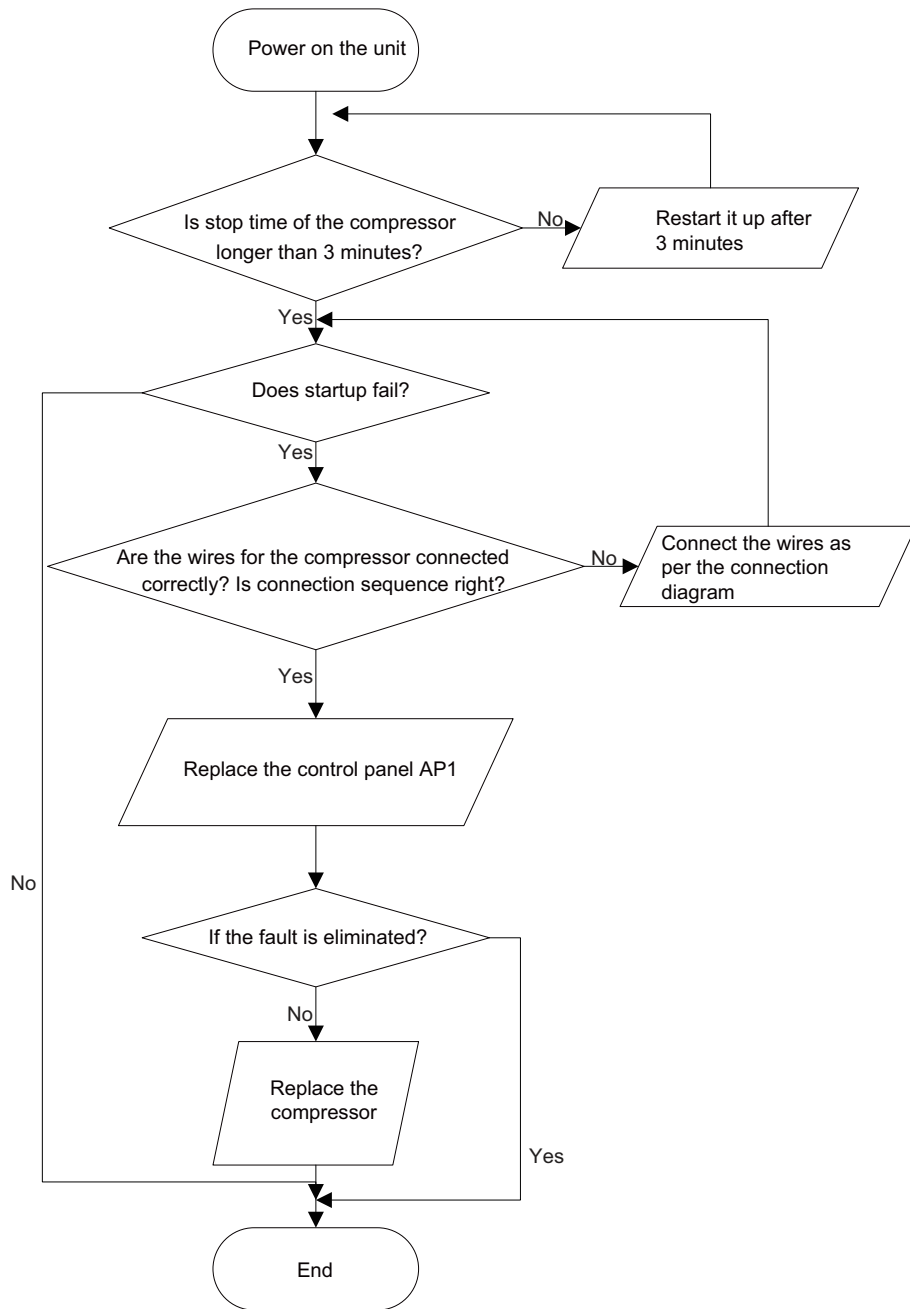 Power on the unit
Is stop time of the compressor
longer than 3 minutes?
No
Restart it up after
3 minutes
Yes
Does startup fail?
Yes
Are the wires for the compressor connected
correctly? Is connection sequence right?
No
Connect the wires as
per the connection
diagram
Yes
Replace the control panel AP1
No
If the fault is eliminated?
No
Replace the
compressor
Yes
End